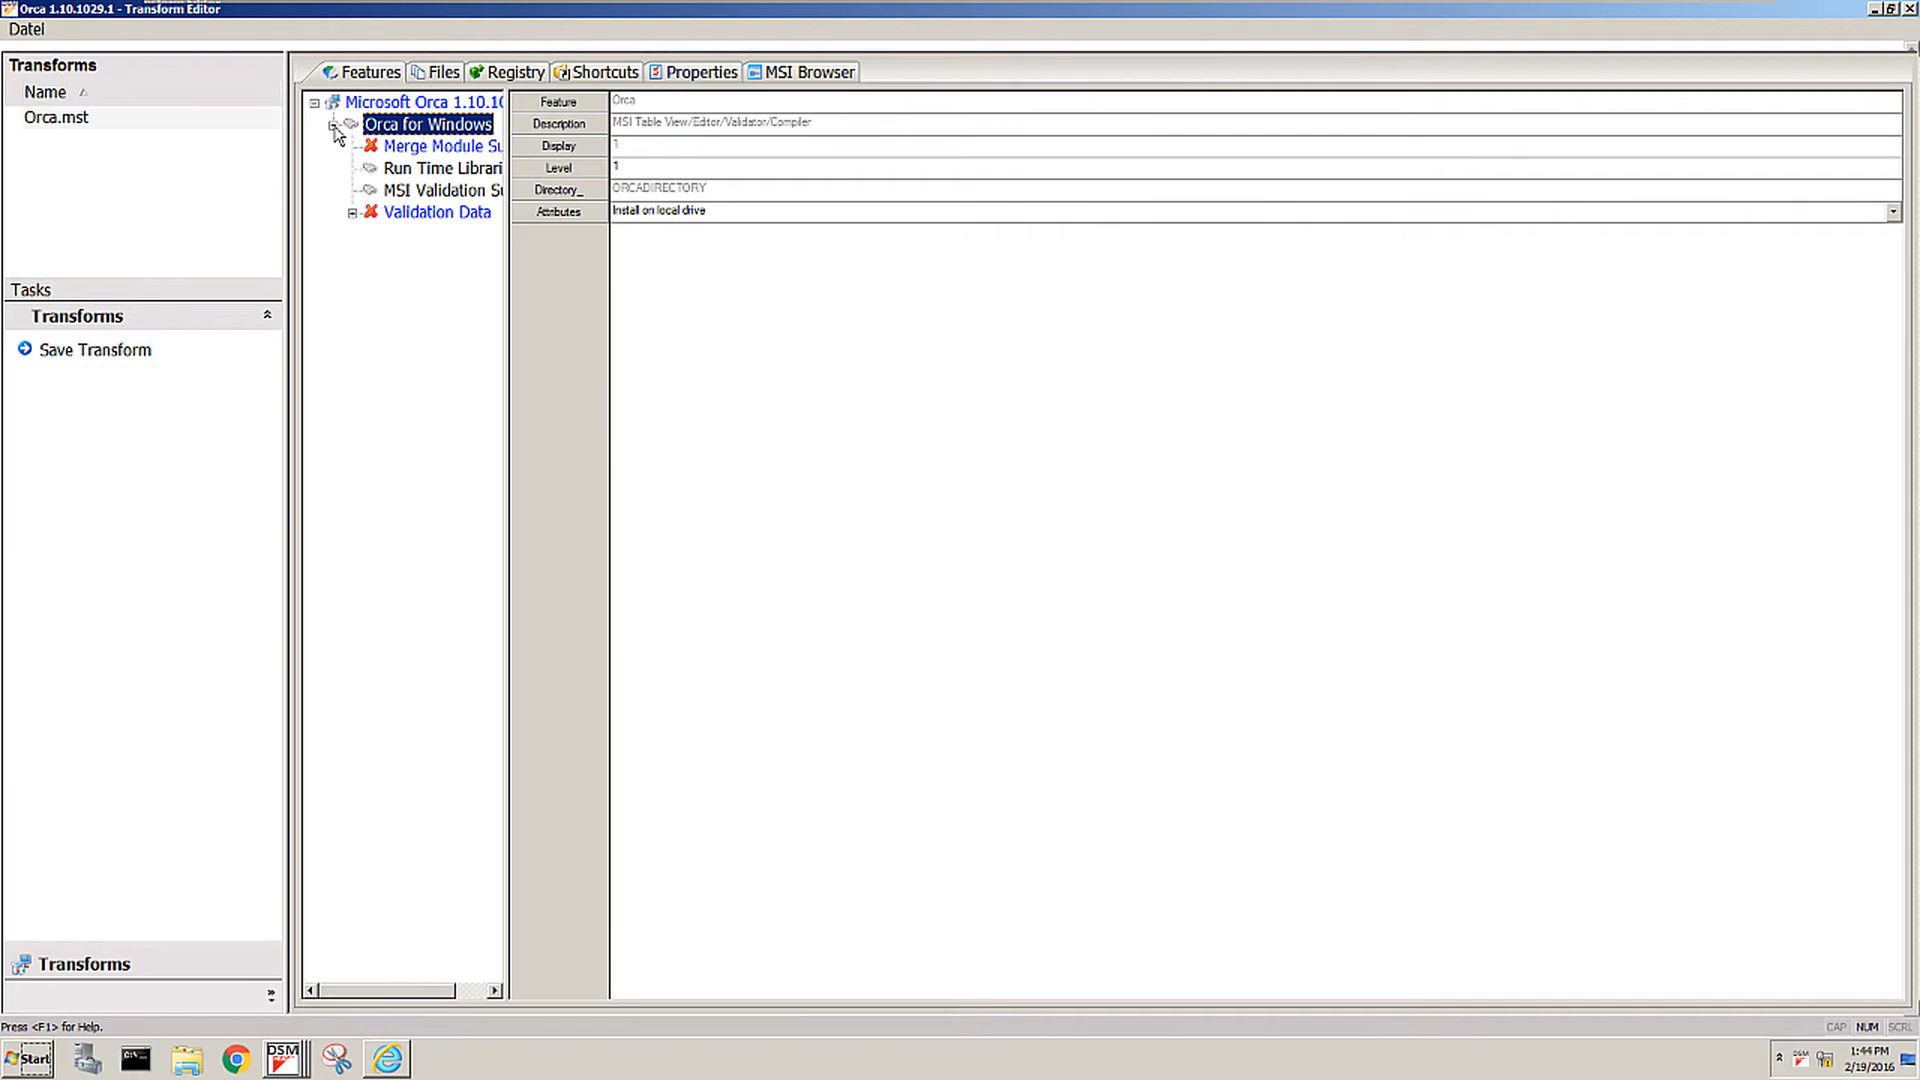 Orca 1.10.1029.1 - Transform Editor
Datei
Transforms
Name
Orca.mst
Tasks
Transforms
Save Transform
Transforms
Features
Files
Registry
Shortcuts
Properties
MSI Browser
Microsoft Orca 1.10.10
Orca for Windows
Merge Module Su
Run Time Librari
MSI Validation Su
Validation Data
Feature Orca
Description MSI Table View/Editor/Validator/Compiler
Display 1
Level 1
Directory_ ORCADIRECTORY
Attributes Install on local drive
Press <F1> for Help.
CAP NUM SCRL
Start
DSM
DSM
1:44 PM
2/19/2016